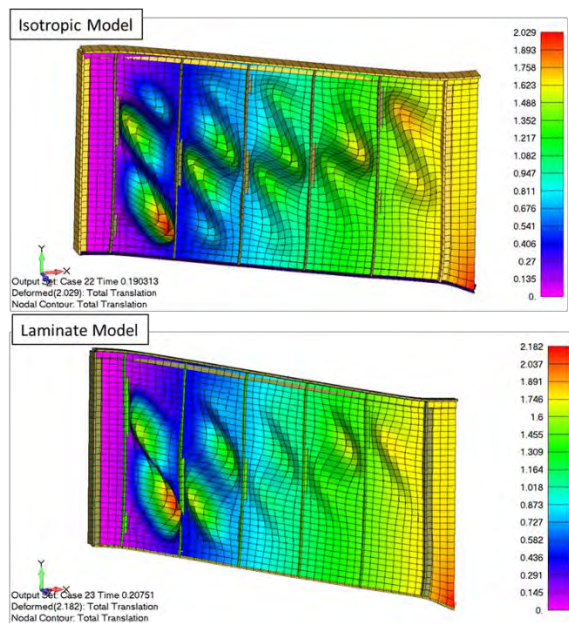 Isotropic Model
2.029
1.893
1.758
1.623
1.488
1.352
1.217
1.082
0.947
0.811
0.676
0.541
0.406
0.27
0.135
0.
Y
X
Output Set: Case 22 Time 0.190313
Deformed(2.029): Total Translation
Nodal Contour: Total Translation
Laminate Model
2.182
2.037
1.891
1.746
1.6
1.455
1.309
1.164
1.018
0.873
0.727
0.582
0.436
0.291
0.145
0.
Y
X
Output Set: Case 23 Time 0.20751
Deformed(2.182): Total Translation
Nodal Contour: Total Translation